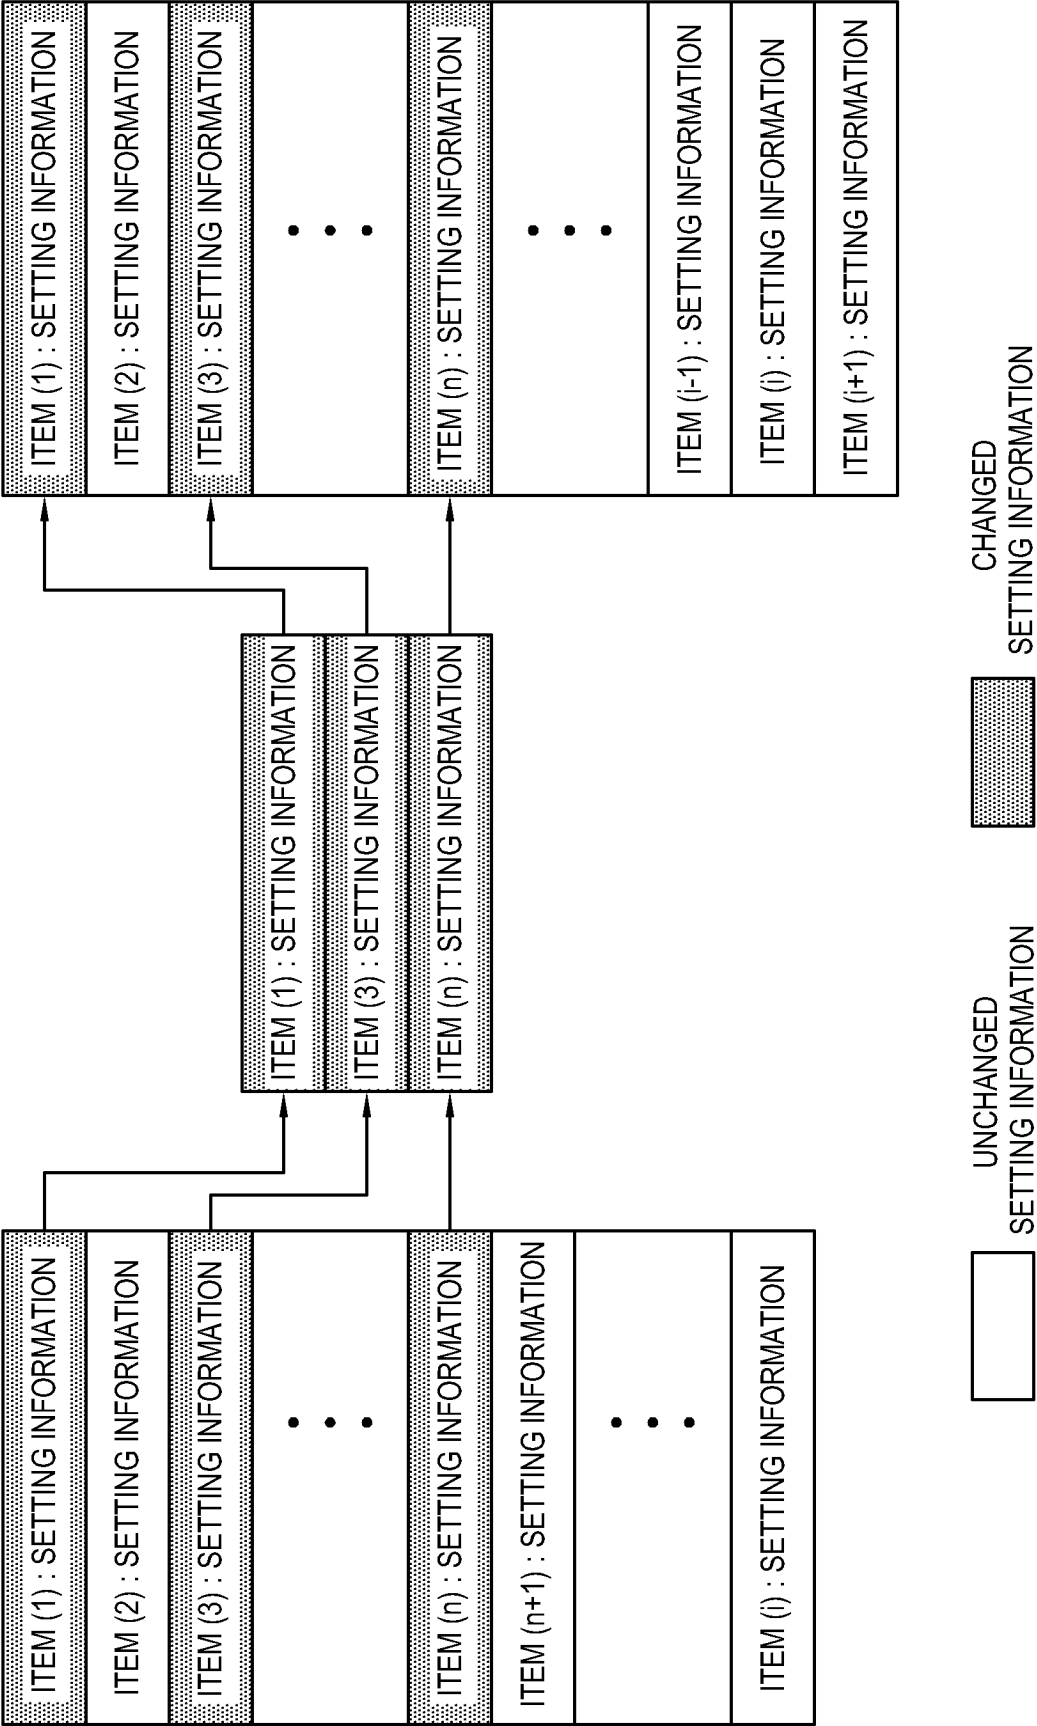 ITEM (1) : SETTING INFORMATION
ITEM (2) : SETTING INFORMATION
ITEM (3) : SETTING INFORMATION
ITEM (n) : SETTING INFORMATION
ITEM (n+1) : SETTING INFORMATION
ITEM (i) : SETTING INFORMATION
ITEM (1) : SETTING INFORMATION
ITEM (3) : SETTING INFORMATION
ITEM (n) : SETTING INFORMATION
ITEM (1) : SETTING INFORMATION
ITEM (2) : SETTING INFORMATION
ITEM (3) : SETTING INFORMATION
ITEM (n) : SETTING INFORMATION
ITEM (i-1) : SETTING INFORMATION
ITEM (i) : SETTING INFORMATION
ITEM (i+1) : SETTING INFORMATION
UNCHANGED
SETTING INFORMATION
CHANGED
SETTING INFORMATION